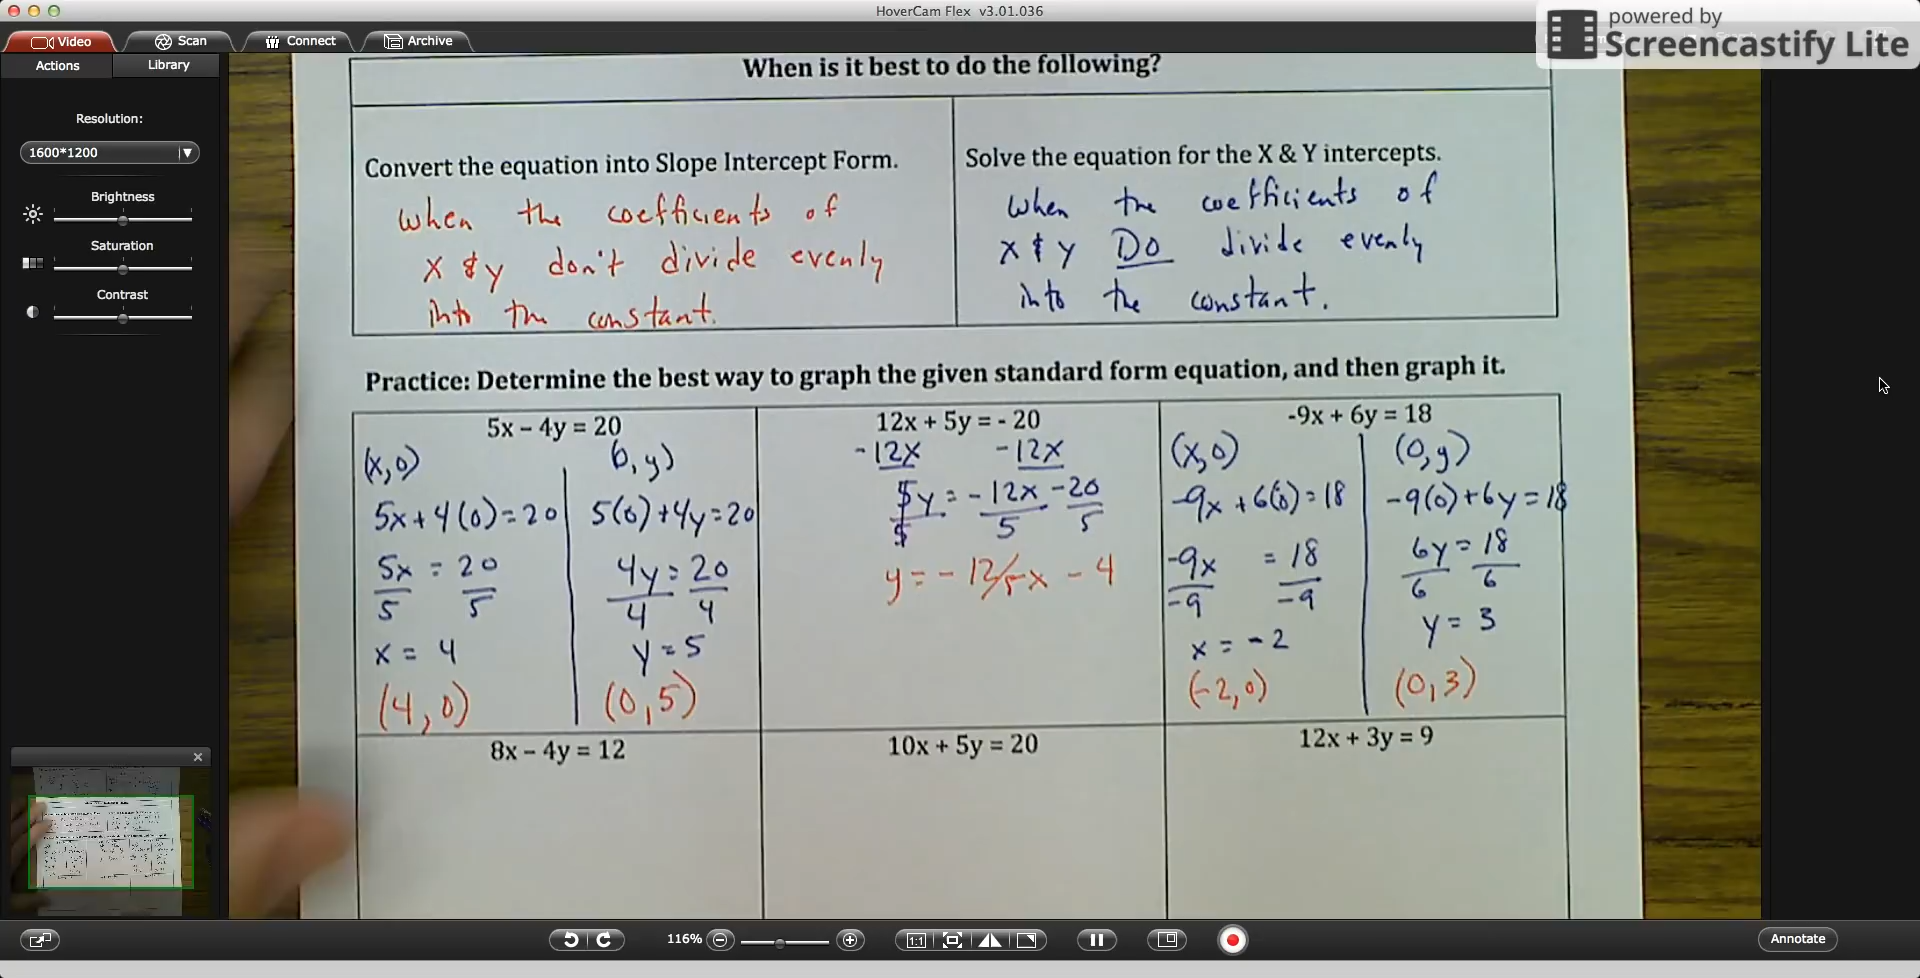 HoverCam Flex v3.01.036
powered by
Screencastify Lite
Video
Scan
Connect
Archive
Actions
Library
Resolution:
1600*1200
Brightness
Saturation
Contrast
When is it best to do the following?
Convert the equation into Slope Intercept Form.
when the coefficients of
x & y don't divide evenly
into the constant.
Solve the equation for the X & Y intercepts.
when the coefficients of
x & y Do divide evenly
into the constant.
Practice: Determine the best way to graph the given standard form equation, and then graph it.
5x – 4y = 20
(x,0)
5x+4(0)=20
5x = 20
5 5
x = 4
(4,0)
(0,y)
5(0)+4y=20
4y=20
4 4
y=5
(0,5)
12x + 5y = - 20
-12x -12x
5y = -12x -20
5 5 5
y = - 12/5x - 4
-9x + 6y = 18
(x,0)
-9x + 6(0)=18
-9x = 18
-9 -9
x = -2
(-2,0)
(0,y)
-9(0)+6y=18
6y=18
6 6
y = 3
(0,3)
8x – 4y = 12
10x + 5y = 20
12x + 3y = 9
116%
1:1
Annotate